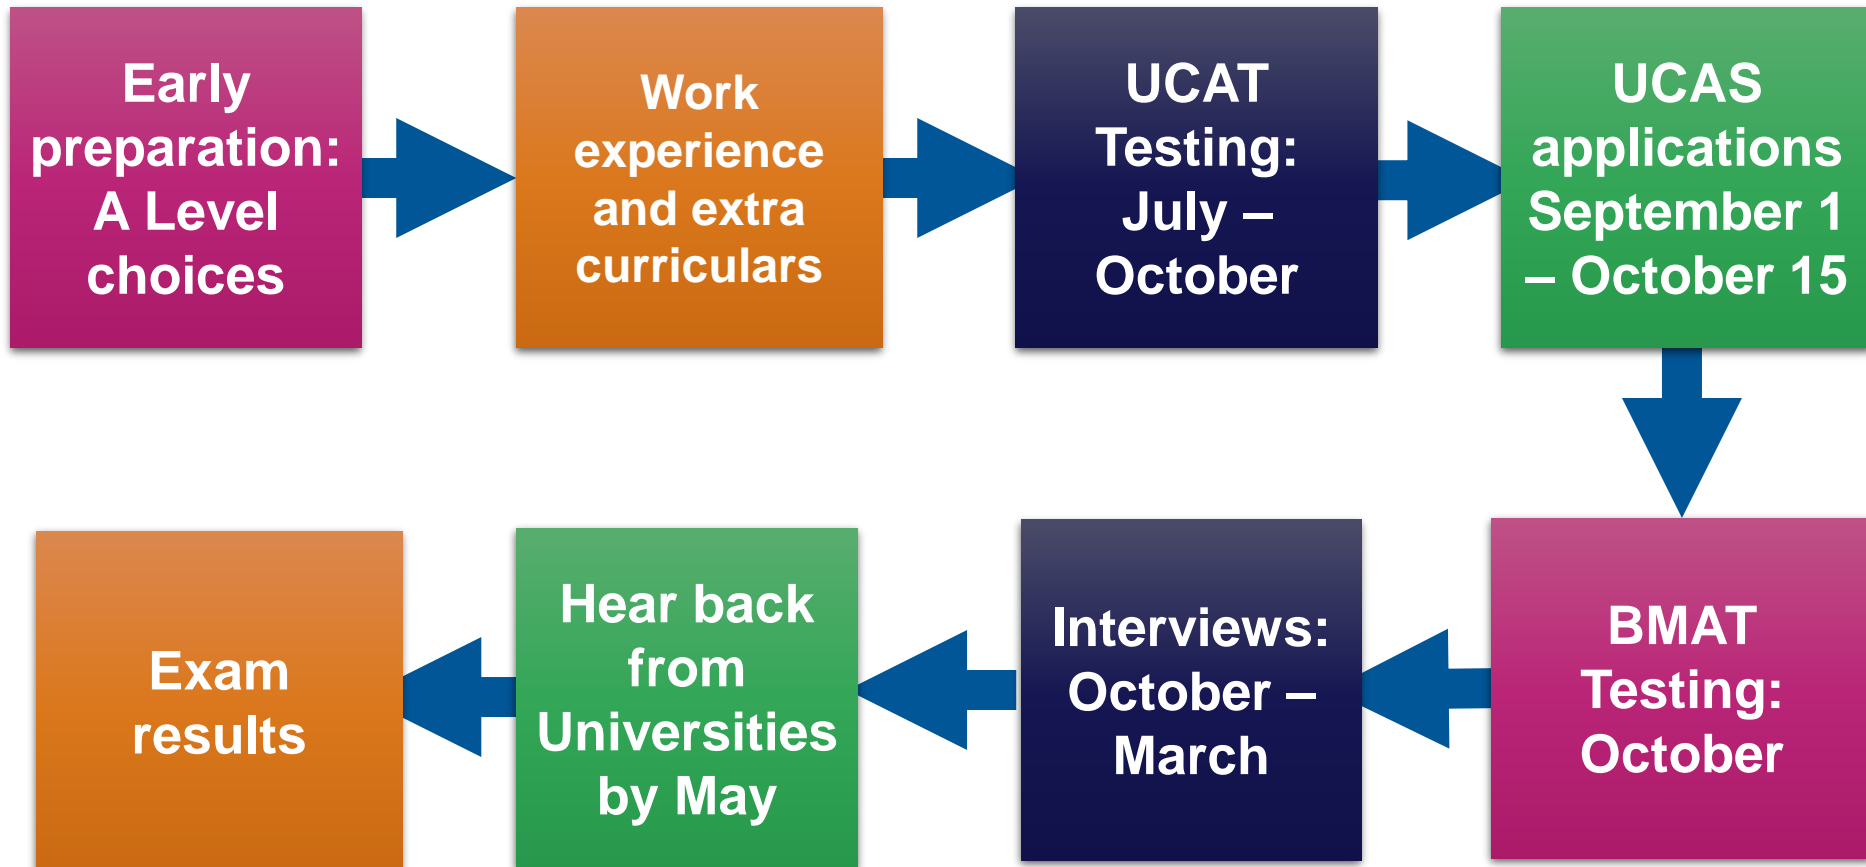 Early
preparation:
A Level
choices
Work
experience
and extra
curriculars
UCAT
Testing:
July –
October
UCAS
applications
September 1
– October 15
BMAT
Testing:
October
Interviews:
October –
March
Hear back
from
Universities
by May
Exam
results